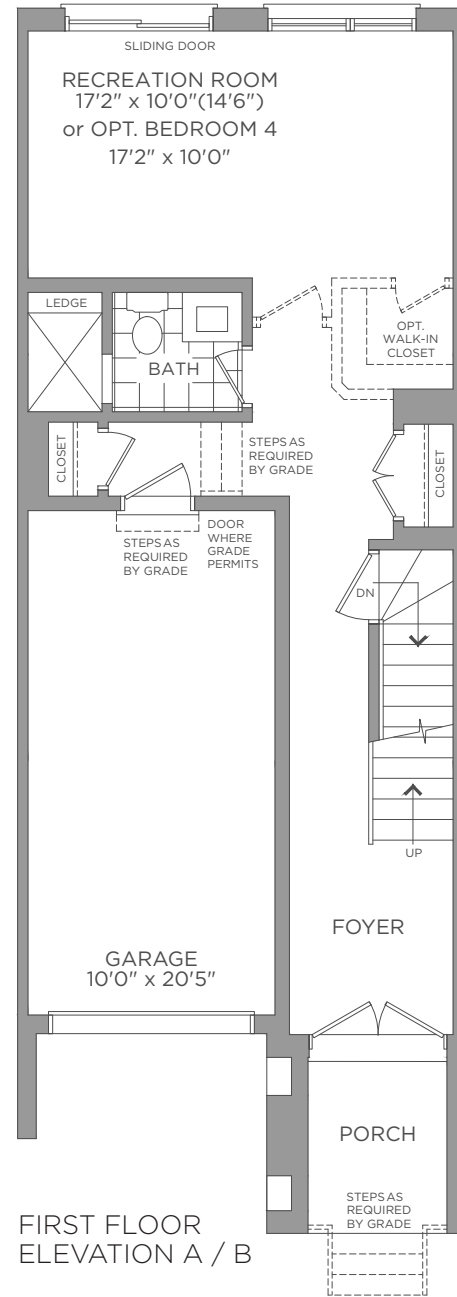 SLIDING DOOR
RECREATION ROOM
17'2" x 10'0"(14'6")
or OPT. BEDROOM 4
17'2" x 10'0"
LEDGE
BATH
OPT.
WALK-IN
CLOSET
CLOSET
STEPS AS
REQUIRED
BY GRADE
CLOSET
STEPS AS
REQUIRED
BY GRADE
DOOR
WHERE
GRADE
PERMITS
DN
UP
FOYER
GARAGE
10'0" x 20'5"
PORCH
STEPS AS
REQUIRED
BY GRADE
FIRST FLOOR
ELEVATION A / B